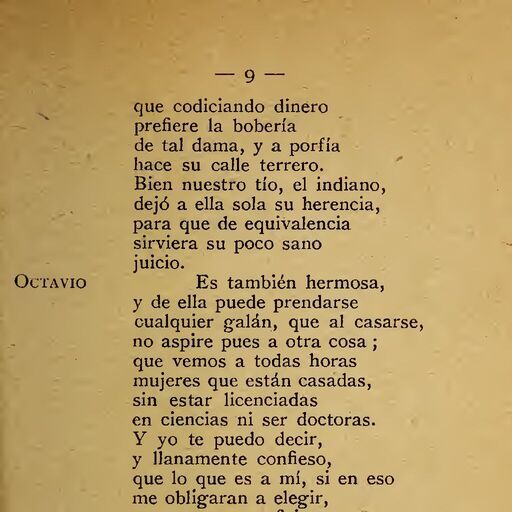 — 9 —
que codiciando dinero
prefiere la bobería
de tal dama, y a porfía
hace su calle terrero.
Bien nuestro tío, el indiano,
dejó a ella sola su herencia,
para que de equivalencia
sirviera su poco sano
juicio.
OCTAVIO Es también hermosa,
y de ella puede prendarse
cualquier galán, que al casarse,
no aspire pues a otra cosa ;
que vemos a todas horas
mujeres que están casadas,
sin estar licenciadas
en ciencias ni ser doctoras.
Y yo te puedo decir,
y llanamente confieso,
que lo que es a mí, si en eso
me obligaran a elegir,